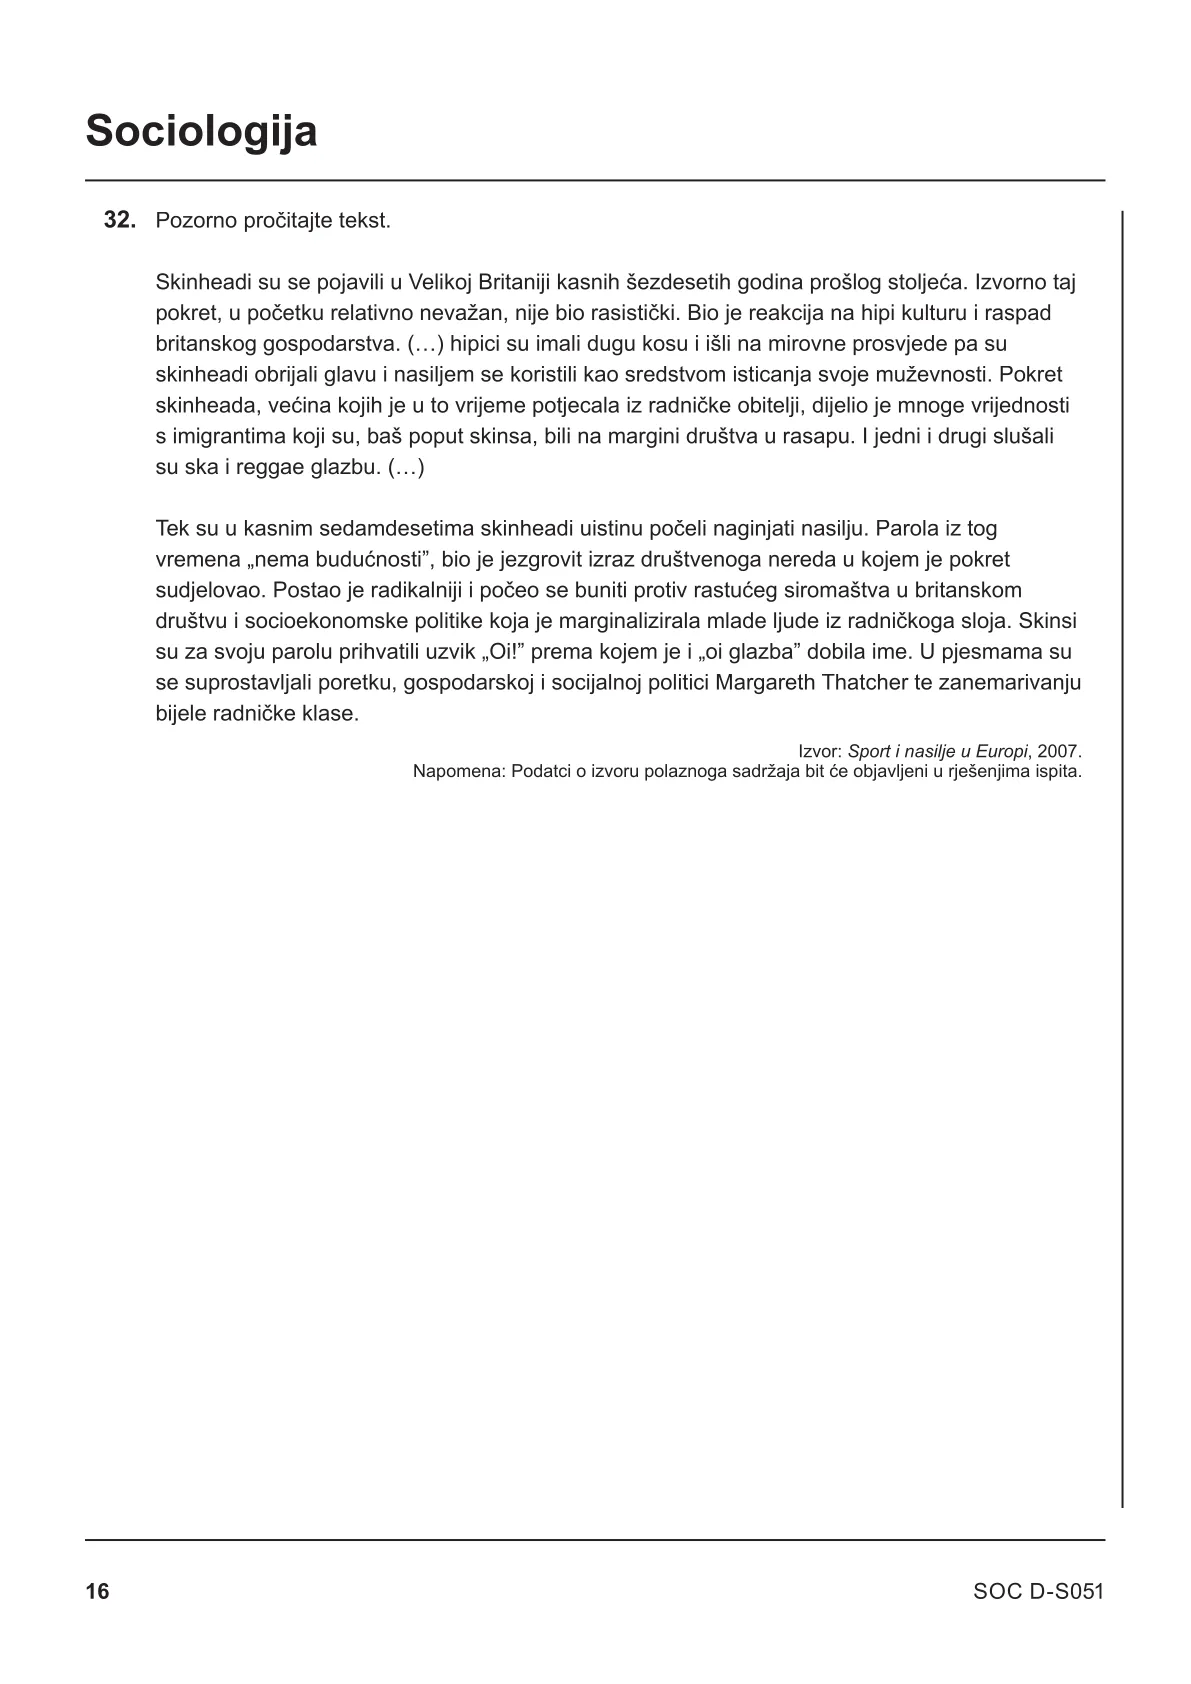 Sociologija
32. Pozorno pročitajte tekst.
Skinheadi su se pojavili u Velikoj Britaniji kasnih šezdesetih godina prošlog stoljeća. Izvorno taj
pokret, u početku relativno nevažan, nije bio rasistički. Bio je reakcija na hipi kulturu i raspad
britanskog gospodarstva. (…) hipici su imali dugu kosu i išli na mirovne prosvjede pa su
skinheadi obrijali glavu i nasiljem se koristili kao sredstvom isticanja svoje muževnosti. Pokret
skinheada, većina kojih je u to vrijeme potjecala iz radničke obitelji, dijelio je mnoge vrijednosti
s imigrantima koji su, baš poput skinsa, bili na margini društva u rasapu. I jedni i drugi slušali
su ska i reggae glazbu. (…)
Tek su u kasnim sedamdesetima skinheadi uistinu počeli naginjati nasilju. Parola iz tog
vremena „nema budućnosti”, bio je jezgrovit izraz društvenoga nereda u kojem je pokret
sudjelovao. Postao je radikalniji i počeo se buniti protiv rastućeg siromaštva u britanskom
društvu i socioekonomske politike koja je marginalizirala mlade ljude iz radničkoga sloja. Skinsi
su za svoju parolu prihvatili uzvik „Oi!” prema kojem je i „oi glazba” dobila ime. U pjesmama su
se suprostavljali poretku, gospodarskoj i socijalnoj politici Margareth Thatcher te zanemarivanju
bijele radničke klase.
Izvor: Sport i nasilje u Europi, 2007.
Napomena: Podatci o izvoru polaznoga sadržaja bit će objavljeni u rješenjima ispita.
16
SOC D-S051